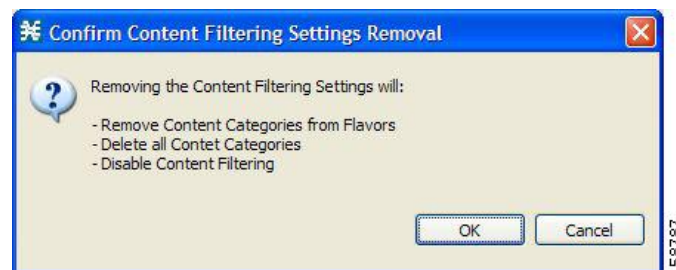 Confirm Content Filtering Settings Removal
Removing the Content Filtering Settings will:
- Remove Content Categories from Flavors
- Delete all Contet Categories
- Disable Content Filtering
OK
Cancel